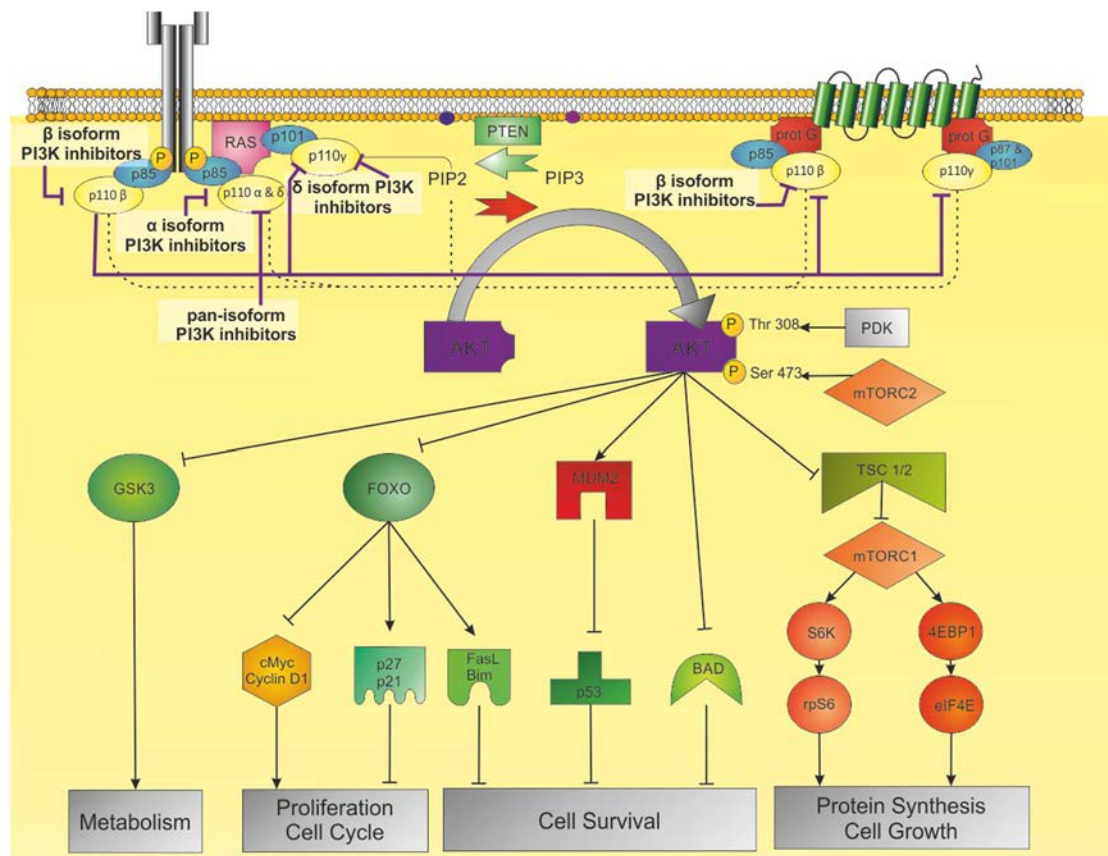 β isoform
PI3K inhibitors
P
P
p85
p85
p110 β
RAS
p101
p110γ
p110 α & δ
δ isoform PI3K
inhibitors
α isoform
PI3K inhibitors
pan-isoform
PI3K inhibitors
PTEN
PIP2
PIP3
prot G
p85
p110 β
β isoform
PI3K inhibitors
prot G
p87 &
p101
p110γ
AKT
AKT
P
Thr 308
PDK
P
Ser 473
mTORC2
GSK3
FOXO
MDM2
TSC 1/2
mTORC1
cMyc
Cyclin D1
p27
p21
FasL
Bim
p53
BAD
S6K
4EBP1
rpS6
eIF4E
Metabolism
Proliferation
Cell Cycle
Cell Survival
Protein Synthesis
Cell Growth